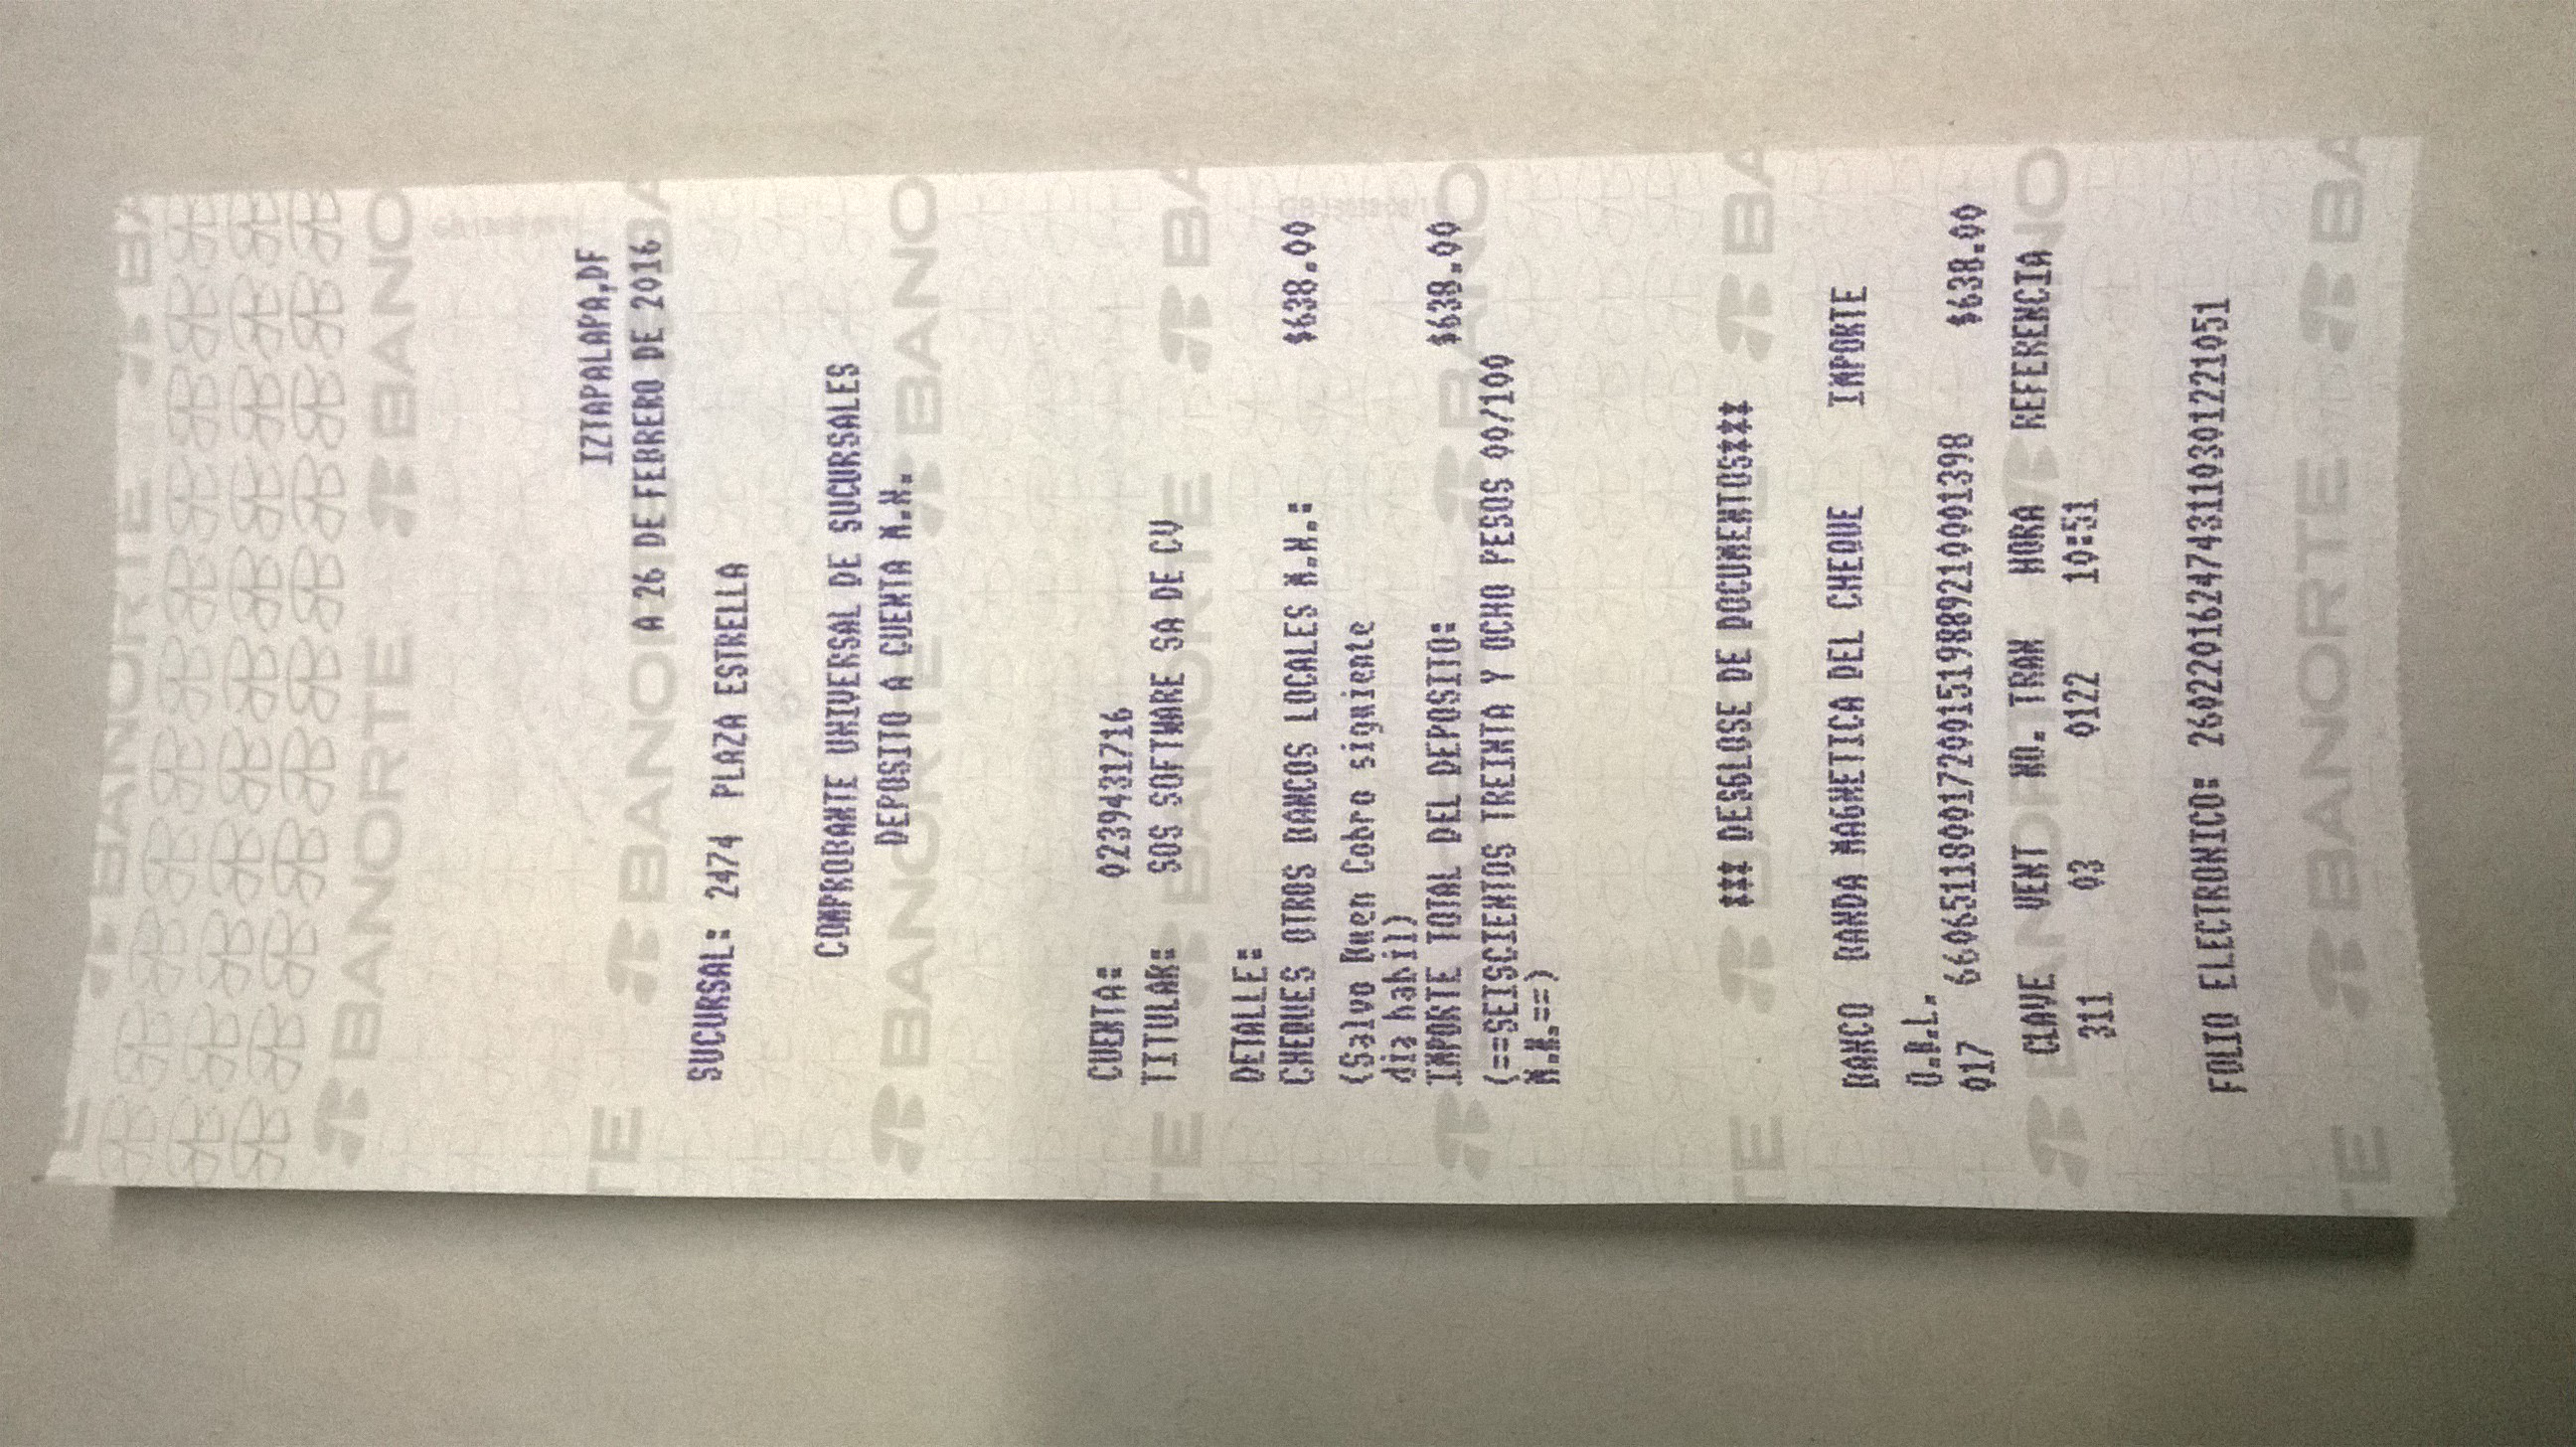 BANORTE
IZTAPALAPA,DF
A 26 DE FEBRERO DE 2016
SUCURSAL: 2474 PLAZA ESTRELLA
COMPROBANTE UNIVERSAL DE SUCURSALES
DEPOSITO A CUENTA M.N.
CUENTA: 0239431716
TITULAR: SOS SOFTWARE SA DE CV
DETALLE:
CHEQUES OTROS BANCOS LOCALES M.N.: $638.00
(Salvo Buen Cobro siguiente
dia habil)
IMPORTE TOTAL DEL DEPOSITO: $638.00
(==SEISCIENTOS TREINTA Y OCHO PESOS 00/100
M.N.==)
*** DESGLOSE DE DOCUMENTOS***
BANCO BANDA MAGNETICA DEL CHEQUE IMPORTE
O.B.L.
017 6606511800172001519889210001398 $638.00
CLAVE VENT NO. TRAN HORA REFERENCIA
311 03 0122 10:51
FOLIO ELECTRONICO: 2602201624743110301221051